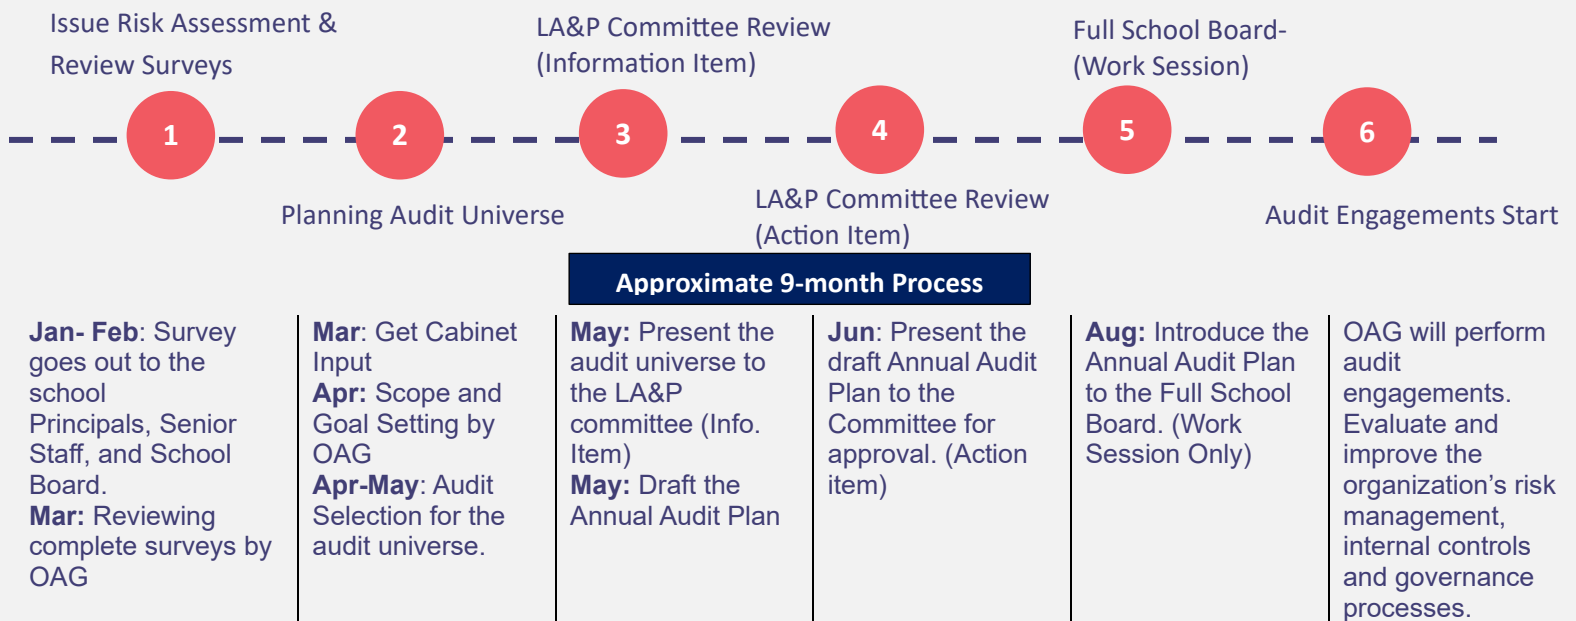 Issue Risk Assessment &
Review Surveys
LA&P Committee Review
(Information Item)
Full School Board-
(Work Session)
1
2
3
4
5
6
Planning Audit Universe
LA&P Committee Review
(Action Item)
Audit Engagements Start
Approximate 9-month Process
Jan- Feb: Survey
goes out to the
school
Principals, Senior
Staff, and School
Board.
Mar: Reviewing
complete surveys by
OAG
Mar: Get Cabinet
Input
Apr: Scope and
Goal Setting by
OAG
Apr-May: Audit
Selection for the
audit universe.
May: Present the
audit universe to
the LA&P
committee (Info.
Item)
May: Draft the
Annual Audit Plan
Jun: Present the
draft Annual Audit
Plan to the
Committee for
approval. (Action
item)
Aug: Introduce the
Annual Audit Plan
to the Full School
Board. (Work
Session Only)
OAG will perform
audit
engagements.
Evaluate and
improve the
organization’s risk
management,
internal controls
and governance
processes.